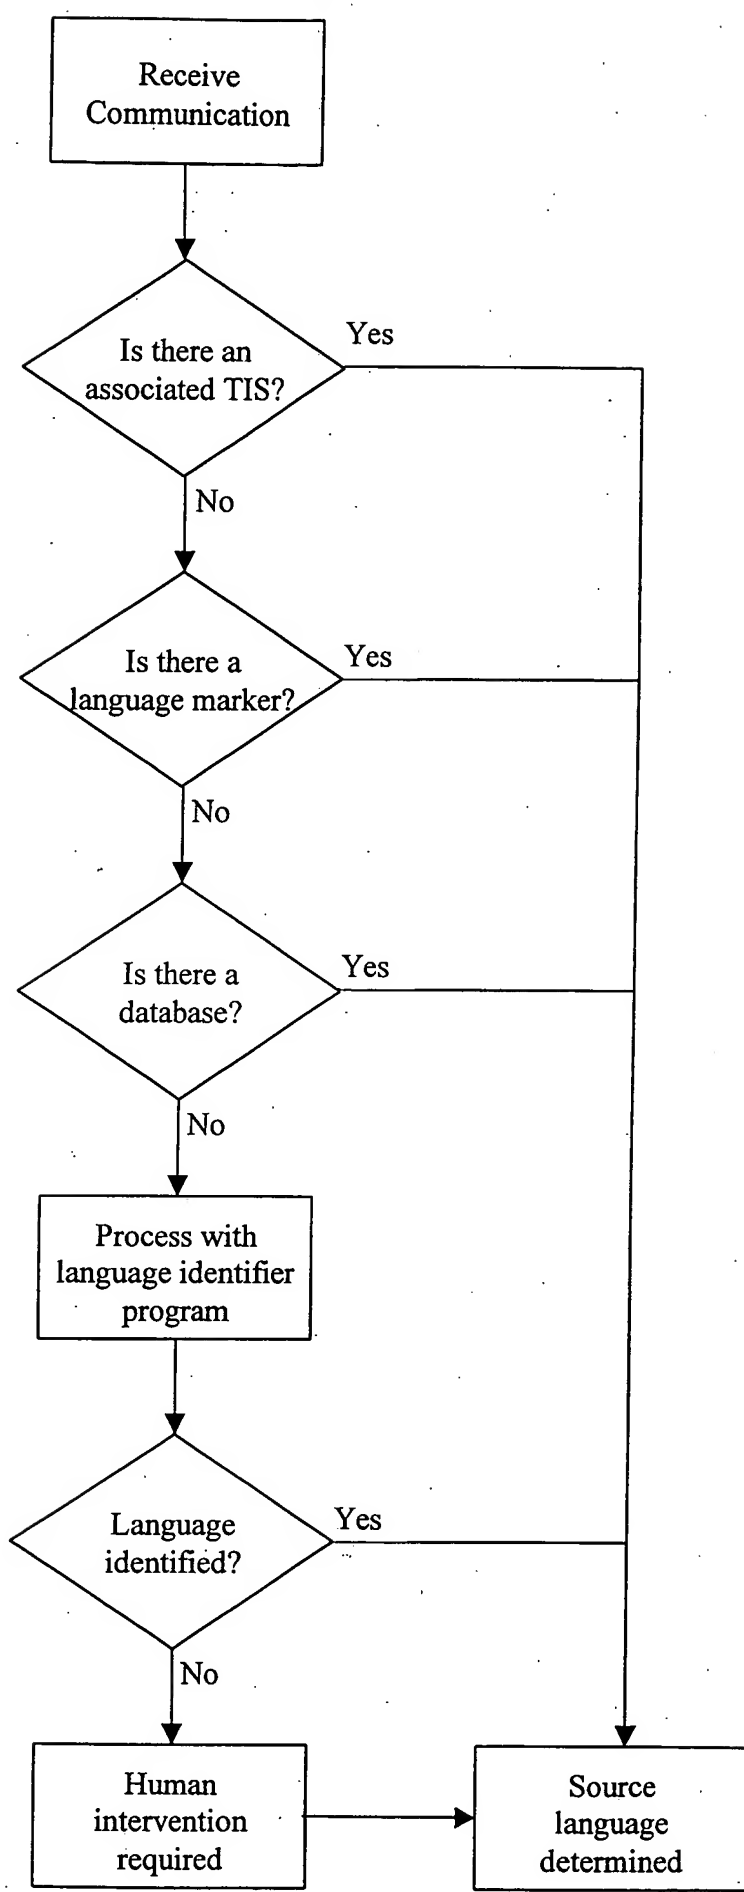 Receive
Communication
Is there an
associated TIS?
Yes
No
Is there a
language marker?
Yes
No
Is there a
database?
Yes
No
Process with
language identifier
program
Language
identified?
Yes
No
Human
intervention
required
Source
language
determined